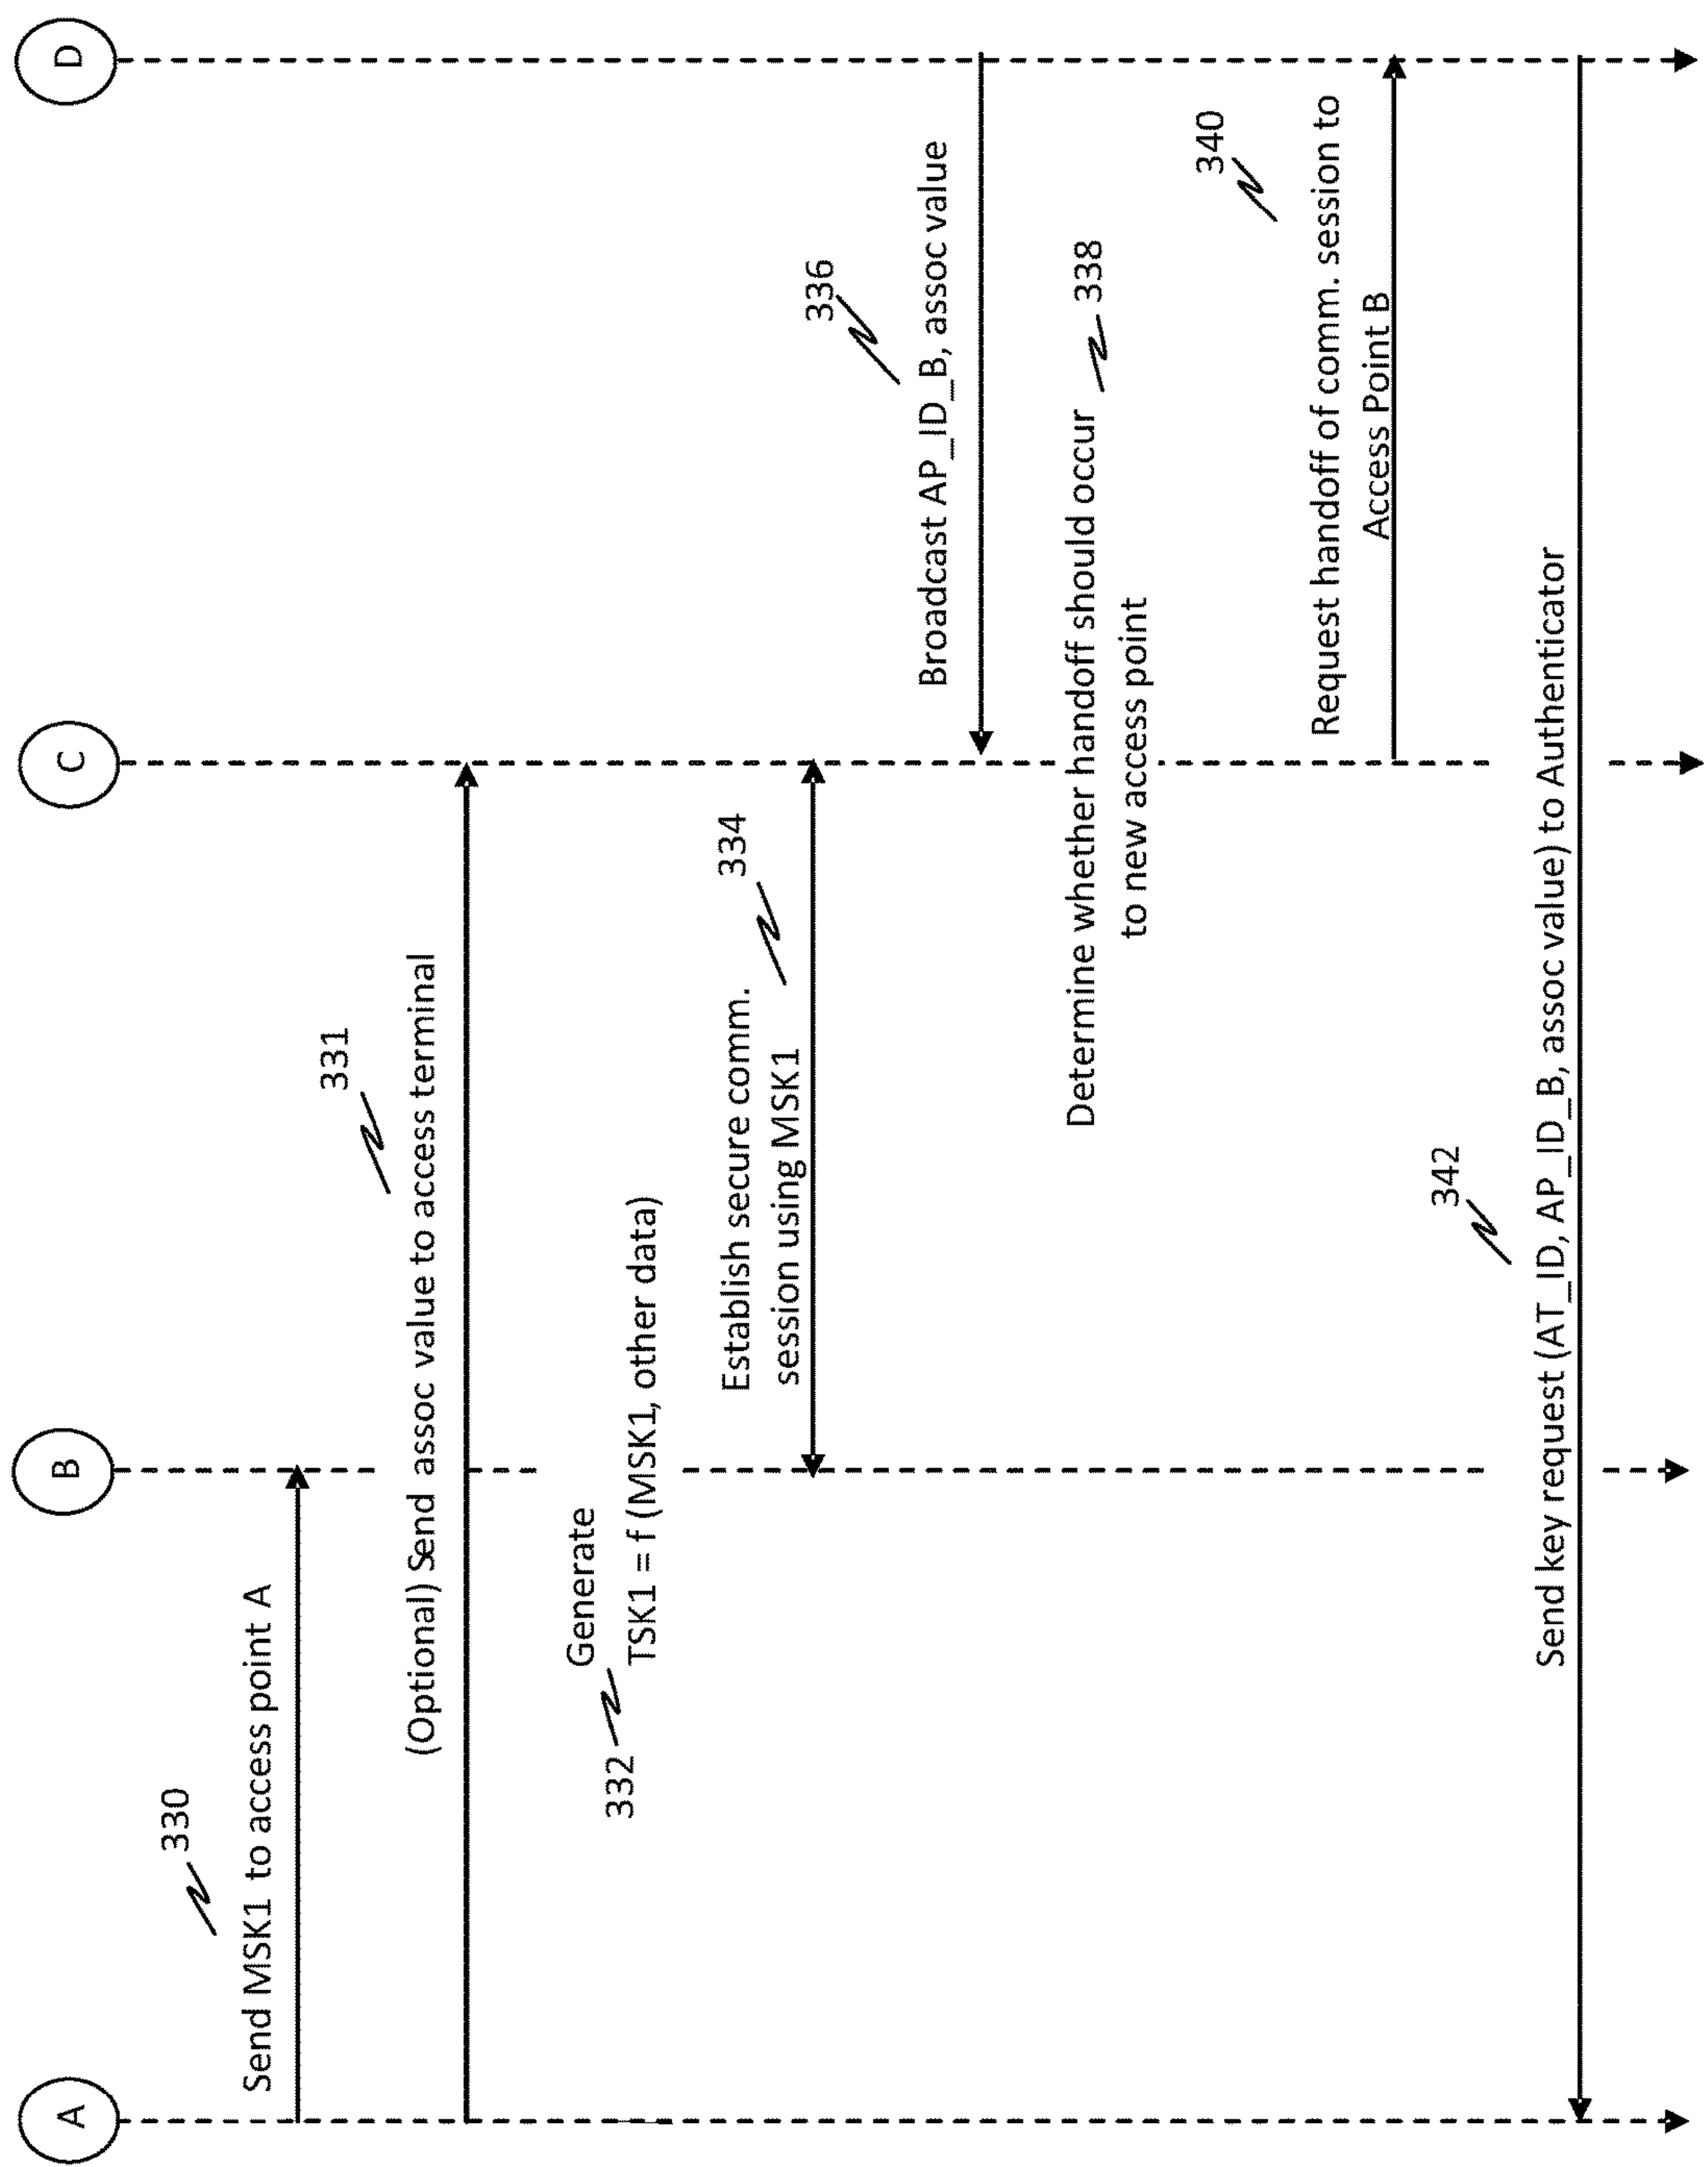 A
B
C
D
330
Send MSK1 to access point A
331
(Optional) Send assoc value to access terminal
Generate
332
TSK1 = f (MSK1, other data)
334
Establish secure comm.
session using MSK1
336
Broadcast AP_ID_B, assoc value
Determine whether handoff should occur
338
to new access point
340
Request handoff of comm. session to
Access Point B
342
Send key request (AT_ID, AP_ID_B, assoc value) to Authenticator